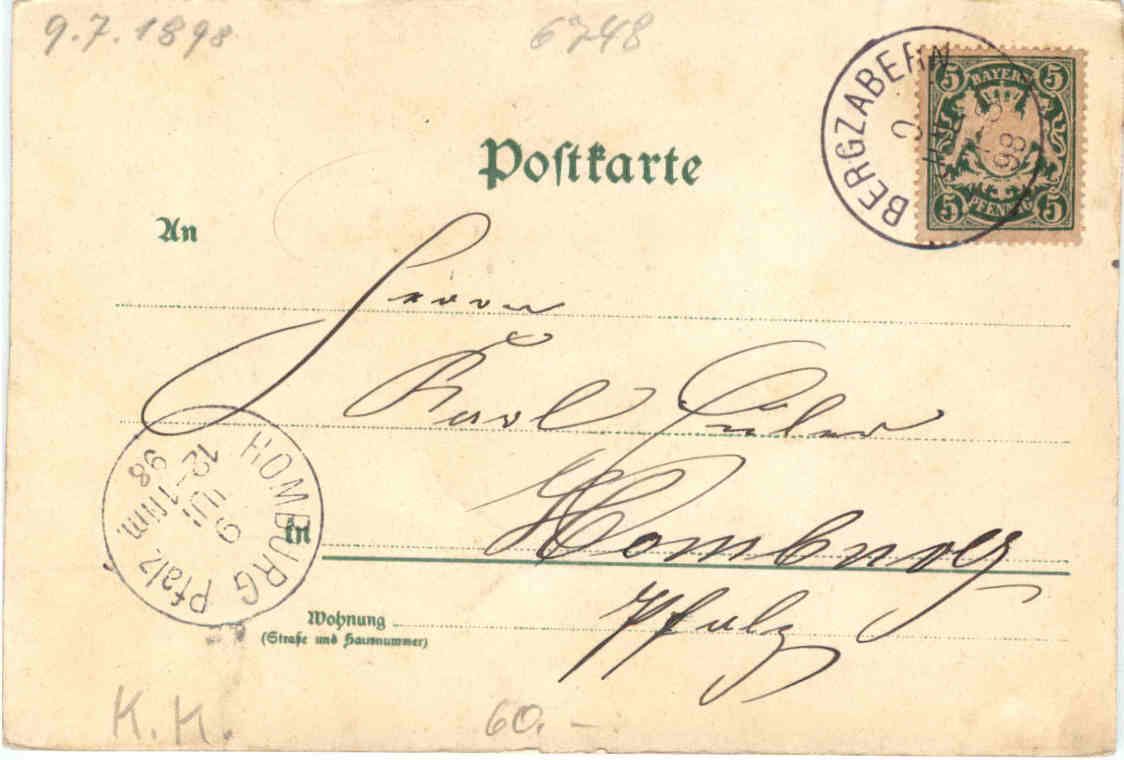 9.7.1898
6748
BERGZABERN
98
5 BAYERN 5
5 PFENNIG 5
Postkarte
An
Herrn
Karl
Homburg
in
Pfalz
HOMBURG Pfalz.
9 JUL
12-1 Nm.
98
Wohnung
(Straße und Hausnummer)
K.K.
60.-